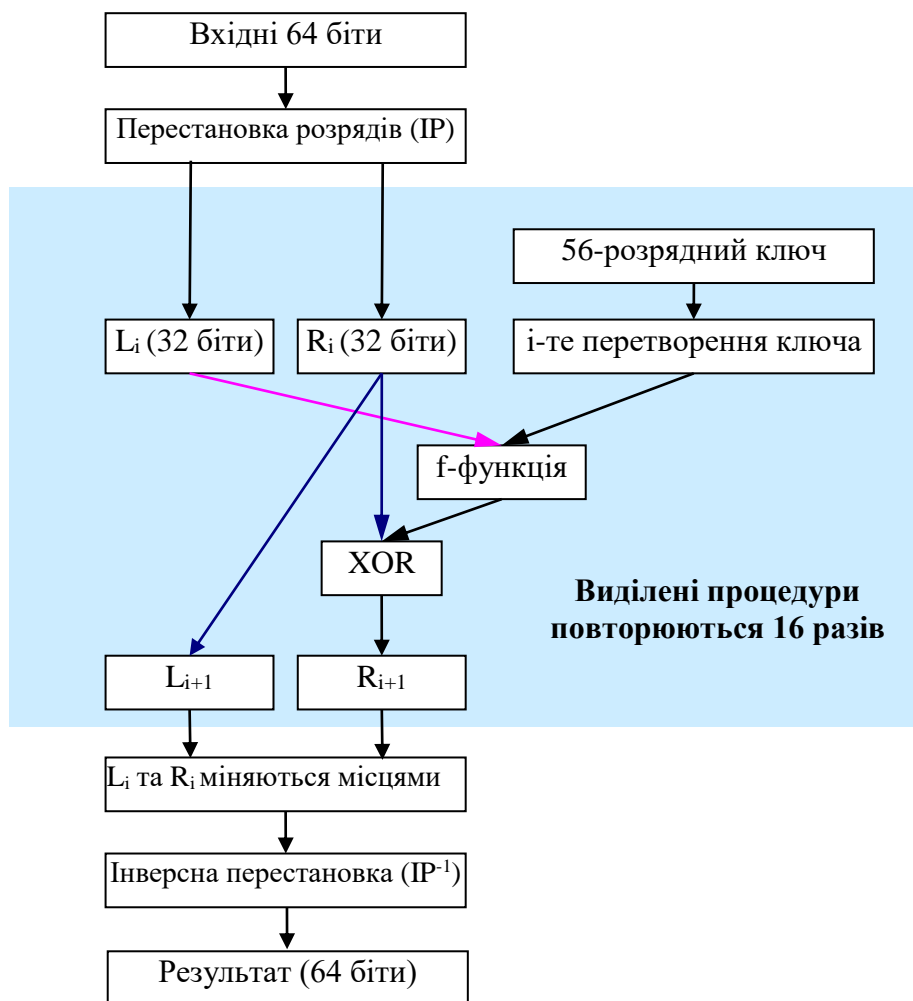 Вхідні 64 біти
Перестановка розрядів (IP)
56-розрядний ключ
Lᵢ (32 біти)
Rᵢ (32 біти)
і-те перетворення ключа
f-функція
XOR
Виділені процедури
повторюються 16 разів
Lᵢ₊₁
Rᵢ₊₁
Lᵢ та Rᵢ міняються місцями
Інверсна перестановка (IP⁻¹)
Результат (64 біти)